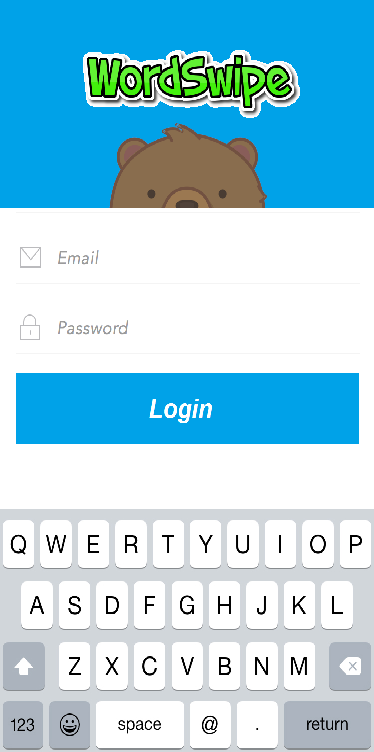 WordSwipe
Email
Password
Login
Q W E R T Y U I O P
A S D F G H J K L
Z X C V B N M
123 space @ . return